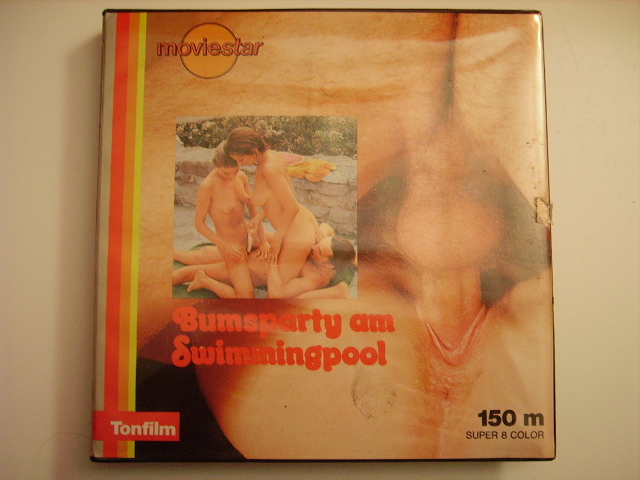 moviestar
Bumsparty am
Swimmingpool
Tonfilm
150 m
SUPER 8 COLOR